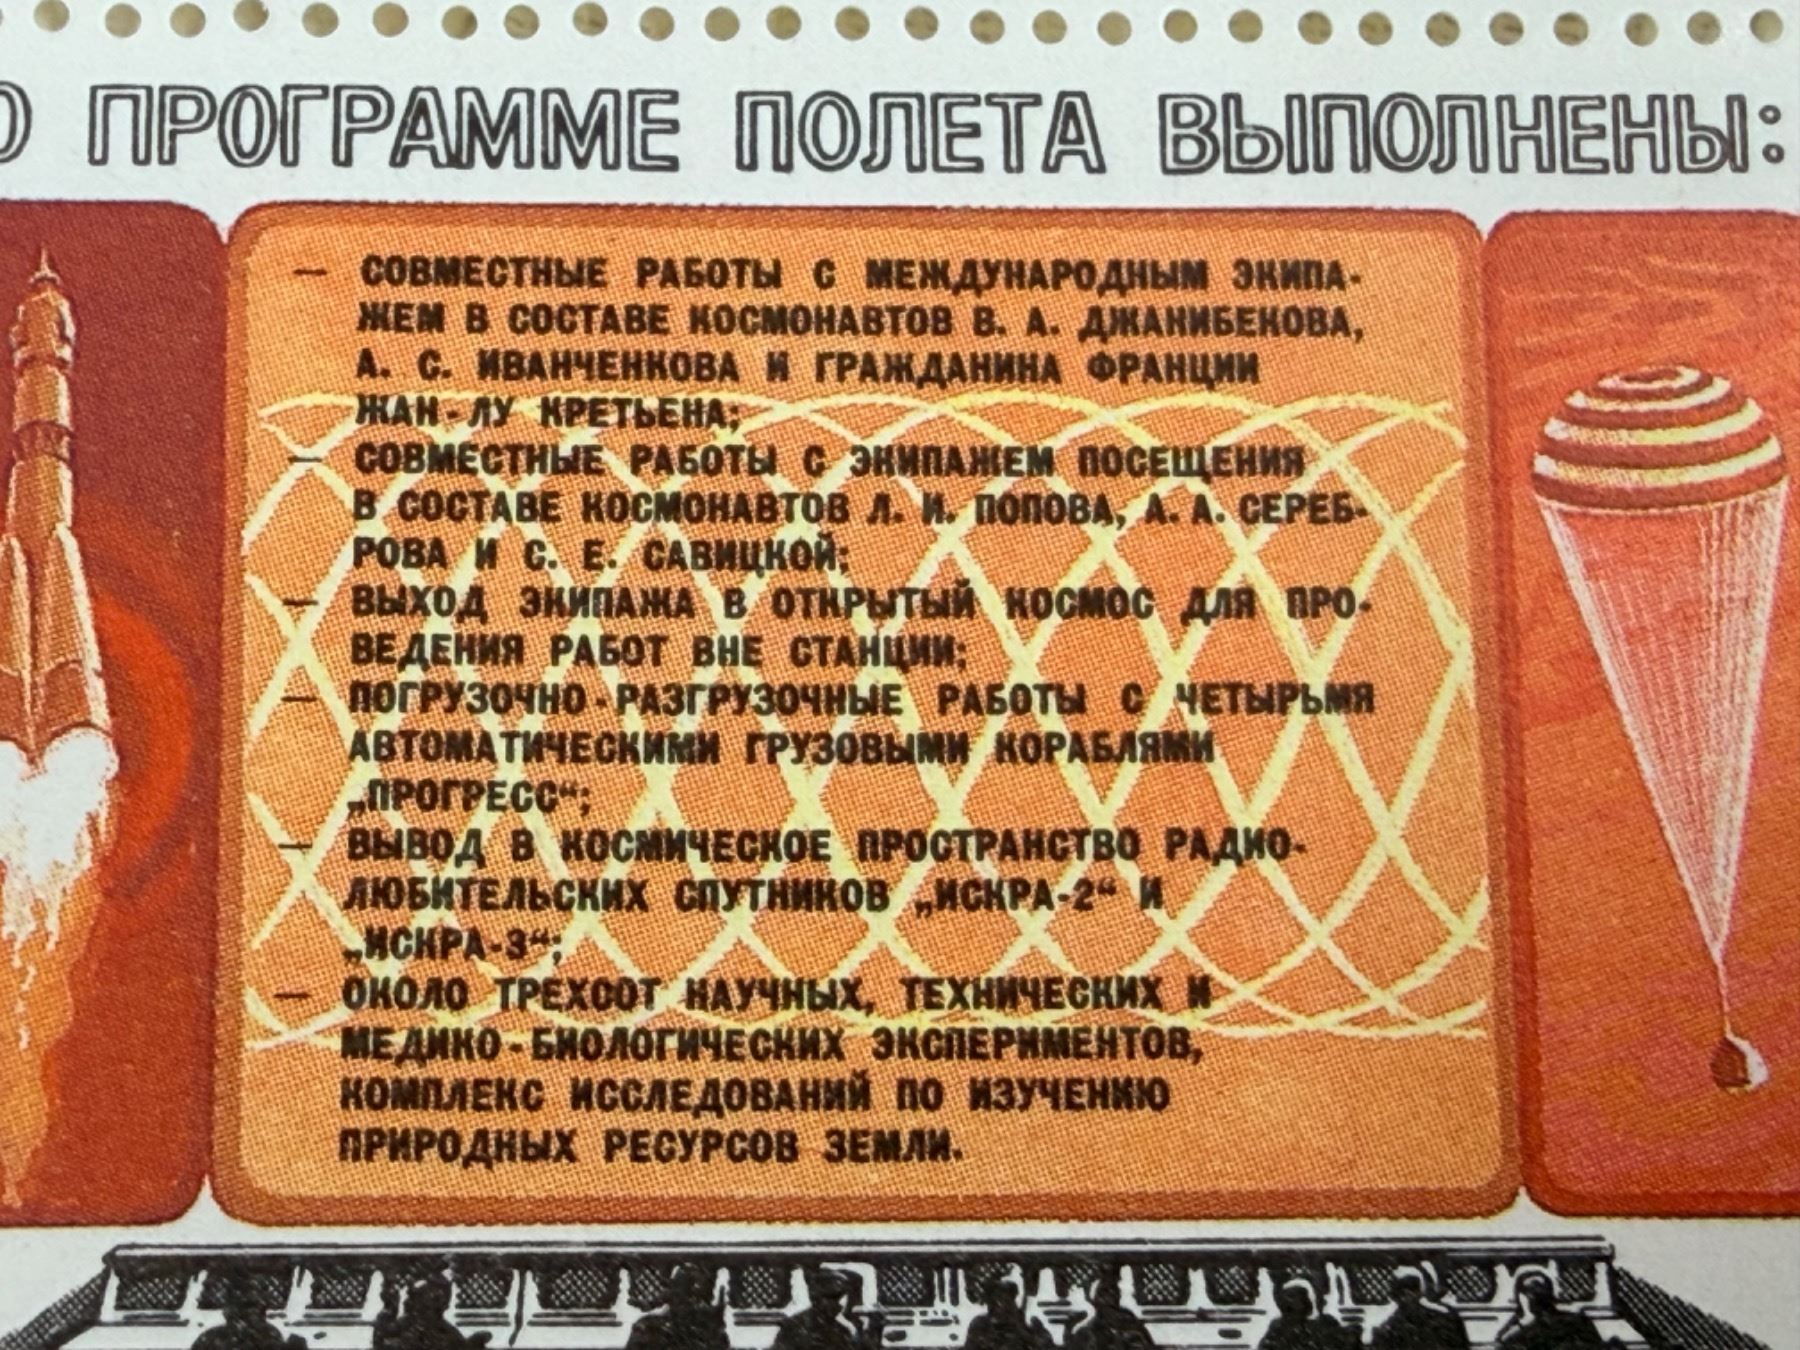 О ПРОГРАММЕ ПОЛЕТА ВЫПОЛНЕНЫ:
— СОВМЕСТНЫЕ РАБОТЫ С МЕЖДУНАРОДНЫМ ЭКИПА-
ЖЕМ В СОСТАВЕ КОСМОНАВТОВ В. А. ДЖАНИБЕКОВА,
А. С. ИВАНЧЕНКОВА И ГРАЖДАНИНА ФРАНЦИИ
ЖАН-ЛУ КРЕТЬЕНА;
— СОВМЕСТНЫЕ РАБОТЫ С ЭКИПАЖЕМ ПОСЕЩЕНИЯ
В СОСТАВЕ КОСМОНАВТОВ Л. И. ПОПОВА, А. А. СЕРЕБ-
РОВА И С. Е. САВИЦКОЙ;
— ВЫХОД ЭКИПАЖА В ОТКРЫТЫЙ КОСМОС ДЛЯ ПРО-
ВЕДЕНИЯ РАБОТ ВНЕ СТАНЦИИ;
— ПОГРУЗОЧНО-РАЗГРУЗОЧНЫЕ РАБОТЫ С ЧЕТЫРЬМЯ
АВТОМАТИЧЕСКИМИ ГРУЗОВЫМИ КОРАБЛЯМИ
„ПРОГРЕСС“;
— ВЫВОД В КОСМИЧЕСКОЕ ПРОСТРАНСТВО РАДИО-
ЛЮБИТЕЛЬСКИХ СПУТНИКОВ „ИСКРА-2“ И
„ИСКРА-3“;
— ОКОЛО ТРЕХСОТ НАУЧНЫХ, ТЕХНИЧЕСКИХ И
МЕДИКО-БИОЛОГИЧЕСКИХ ЭКСПЕРИМЕНТОВ,
КОМПЛЕКС ИССЛЕДОВАНИЙ ПО ИЗУЧЕНИЮ
ПРИРОДНЫХ РЕСУРСОВ ЗЕМЛИ.